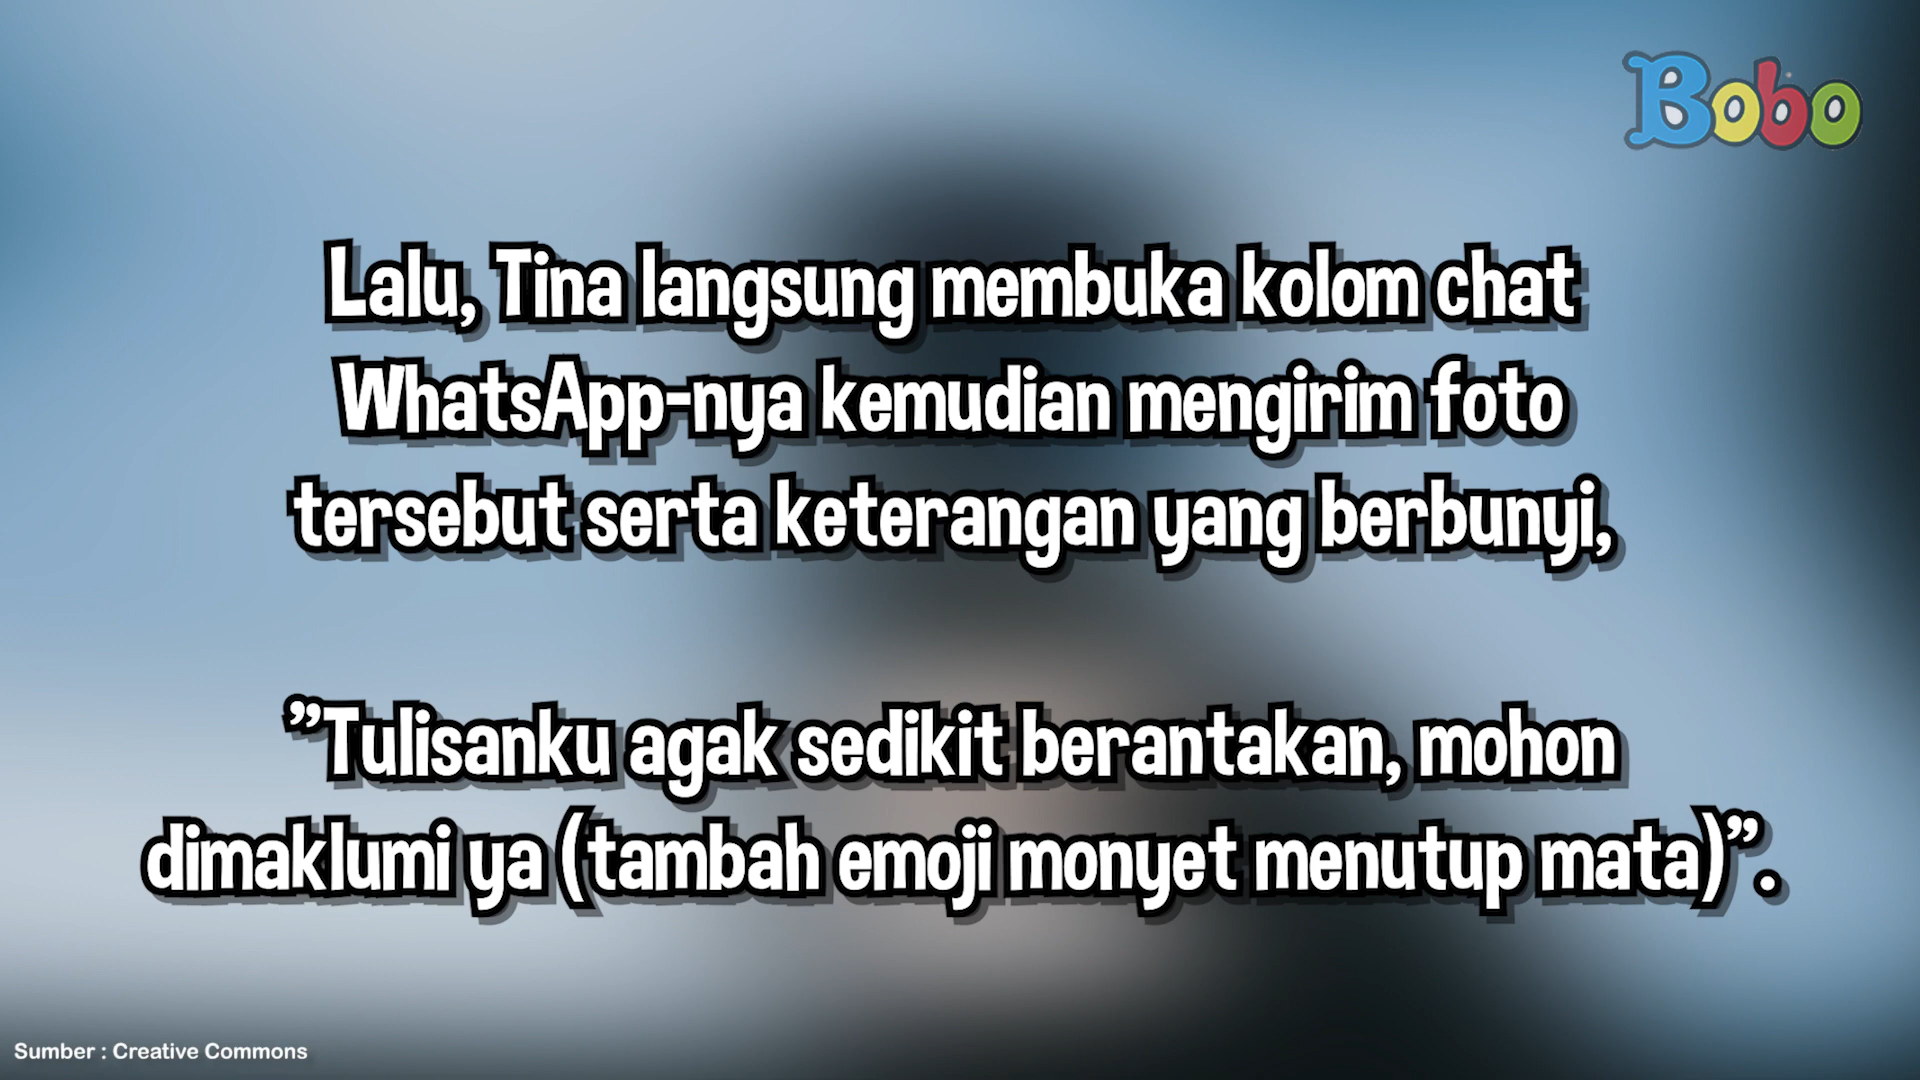 Bobo
Lalu, Tina langsung membuka kolom chat
WhatsApp-nya kemudian mengirim foto
tersebut serta keterangan yang berbunyi,
”Tulisanku agak sedikit berantakan, mohon
dimaklumi ya (tambah emoji monyet menutup mata)”.
Sumber : Creative Commons